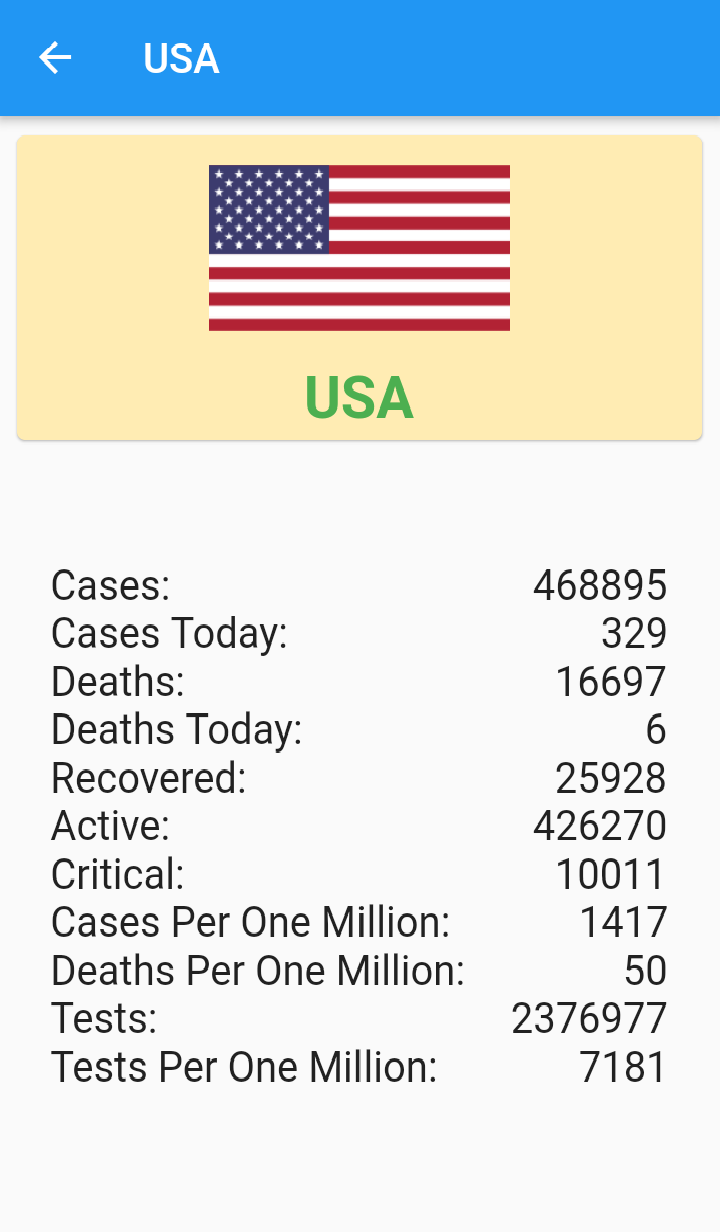 USA
USA
Cases: 468895
Cases Today: 329
Deaths: 16697
Deaths Today: 6
Recovered: 25928
Active: 426270
Critical: 10011
Cases Per One Million: 1417
Deaths Per One Million: 50
Tests: 2376977
Tests Per One Million: 7181